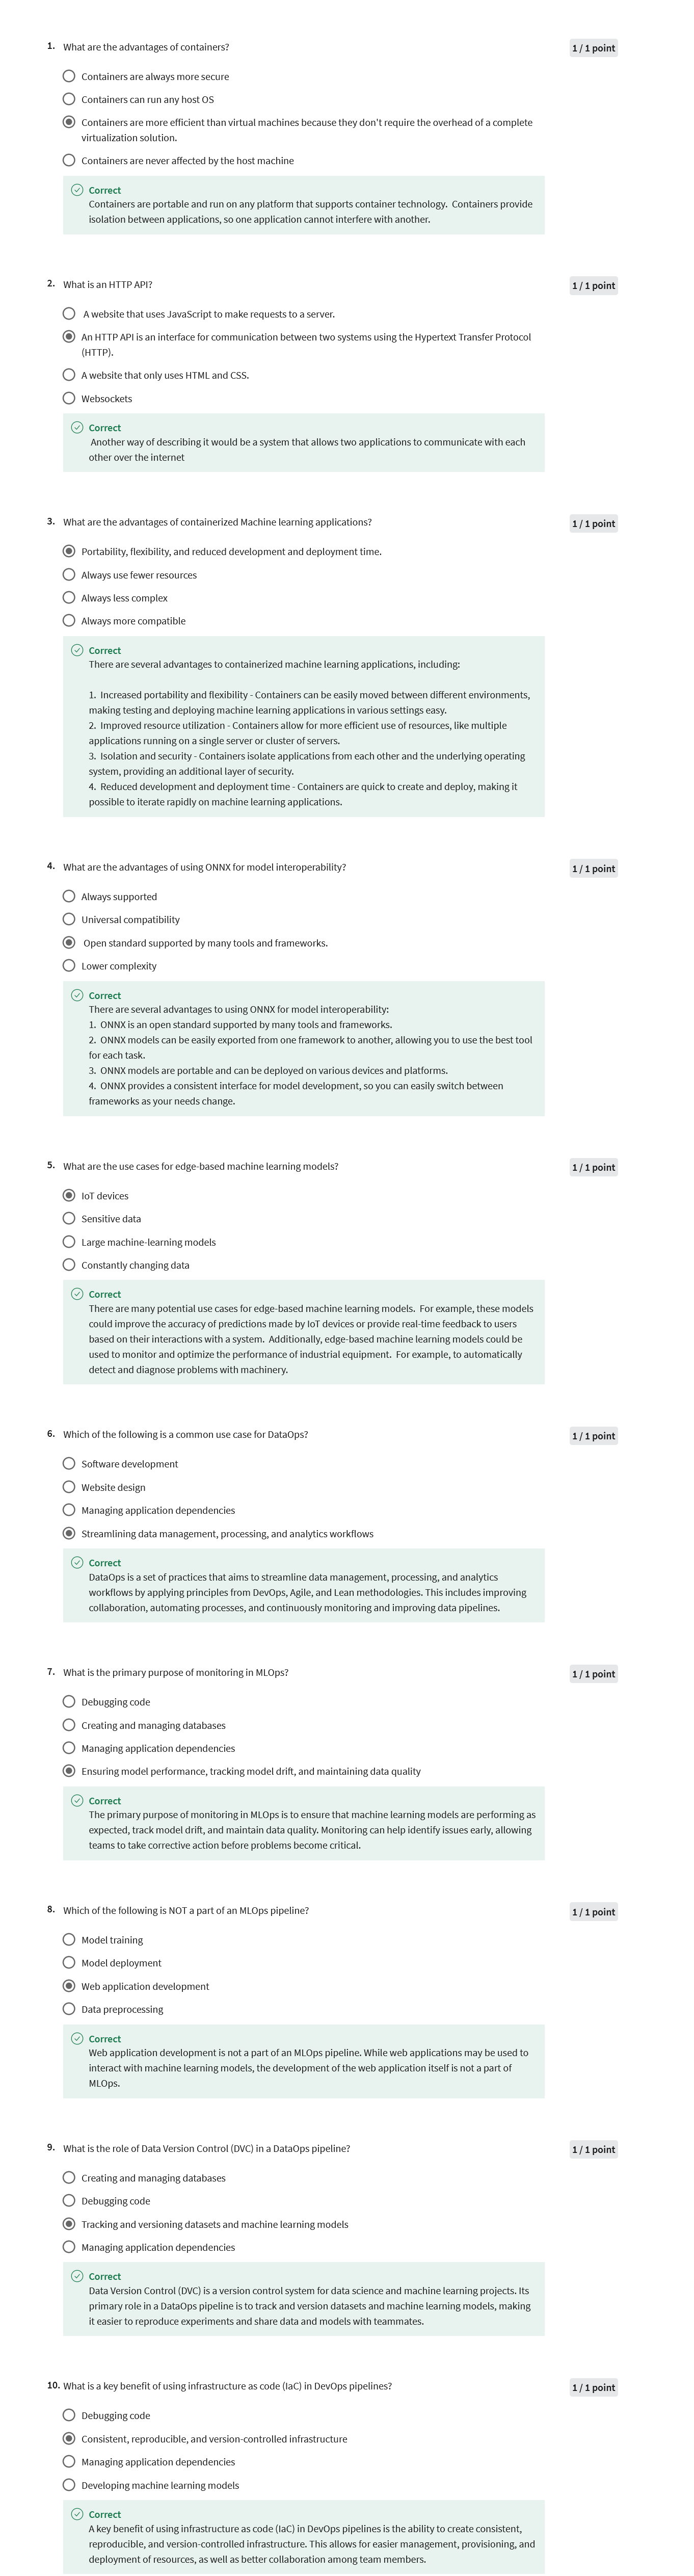 1. What are the advantages of containers? 1 / 1 point
Containers are always more secure
Containers can run any host OS
Containers are more efficient than virtual machines because they don't require the overhead of a complete
virtualization solution.
Containers are never affected by the host machine
Correct
Containers are portable and run on any platform that supports container technology. Containers provide
isolation between applications, so one application cannot interfere with another.
2. What is an HTTP API? 1 / 1 point
A website that uses JavaScript to make requests to a server.
An HTTP API is an interface for communication between two systems using the Hypertext Transfer Protocol
(HTTP).
A website that only uses HTML and CSS.
Websockets
Correct
Another way of describing it would be a system that allows two applications to communicate with each
other over the internet
3. What are the advantages of containerized Machine learning applications? 1 / 1 point
Portability, flexibility, and reduced development and deployment time.
Always use fewer resources
Always less complex
Always more compatible
Correct
There are several advantages to containerized machine learning applications, including:
1. Increased portability and flexibility - Containers can be easily moved between different environments,
making testing and deploying machine learning applications in various settings easy.
2. Improved resource utilization - Containers allow for more efficient use of resources, like multiple
applications running on a single server or cluster of servers.
3. Isolation and security - Containers isolate applications from each other and the underlying operating
system, providing an additional layer of security.
4. Reduced development and deployment time - Containers are quick to create and deploy, making it
possible to iterate rapidly on machine learning applications.
4. What are the advantages of using ONNX for model interoperability? 1 / 1 point
Always supported
Universal compatibility
Open standard supported by many tools and frameworks.
Lower complexity
Correct
There are several advantages to using ONNX for model interoperability:
1. ONNX is an open standard supported by many tools and frameworks.
2. ONNX models can be easily exported from one framework to another, allowing you to use the best tool
for each task.
3. ONNX models are portable and can be deployed on various devices and platforms.
4. ONNX provides a consistent interface for model development, so you can easily switch between
frameworks as your needs change.
5. What are the use cases for edge-based machine learning models? 1 / 1 point
IoT devices
Sensitive data
Large machine-learning models
Constantly changing data
Correct
There are many potential use cases for edge-based machine learning models. For example, these models
could improve the accuracy of predictions made by IoT devices or provide real-time feedback to users
based on their interactions with a system. Additionally, edge-based machine learning models could be
used to monitor and optimize the performance of industrial equipment. For example, to automatically
detect and diagnose problems with machinery.
6. Which of the following is a common use case for DataOps? 1 / 1 point
Software development
Website design
Managing application dependencies
Streamlining data management, processing, and analytics workflows
Correct
DataOps is a set of practices that aims to streamline data management, processing, and analytics
workflows by applying principles from DevOps, Agile, and Lean methodologies. This includes improving
collaboration, automating processes, and continuously monitoring and improving data pipelines.
7. What is the primary purpose of monitoring in MLOps? 1 / 1 point
Debugging code
Creating and managing databases
Managing application dependencies
Ensuring model performance, tracking model drift, and maintaining data quality
Correct
The primary purpose of monitoring in MLOps is to ensure that machine learning models are performing as
expected, track model drift, and maintain data quality. Monitoring can help identify issues early, allowing
teams to take corrective action before problems become critical.
8. Which of the following is NOT a part of an MLOps pipeline? 1 / 1 point
Model training
Model deployment
Web application development
Data preprocessing
Correct
Web application development is not a part of an MLOps pipeline. While web applications may be used to
interact with machine learning models, the development of the web application itself is not a part of
MLOps.
9. What is the role of Data Version Control (DVC) in a DataOps pipeline? 1 / 1 point
Creating and managing databases
Debugging code
Tracking and versioning datasets and machine learning models
Managing application dependencies
Correct
Data Version Control (DVC) is a version control system for data science and machine learning projects. Its
primary role in a DataOps pipeline is to track and version datasets and machine learning models, making
it easier to reproduce experiments and share data and models with teammates.
10. What is a key benefit of using infrastructure as code (IaC) in DevOps pipelines? 1 / 1 point
Debugging code
Consistent, reproducible, and version-controlled infrastructure
Managing application dependencies
Developing machine learning models
Correct
A key benefit of using infrastructure as code (IaC) in DevOps pipelines is the ability to create consistent,
reproducible, and version-controlled infrastructure. This allows for easier management, provisioning, and
deployment of resources, as well as better collaboration among team members.